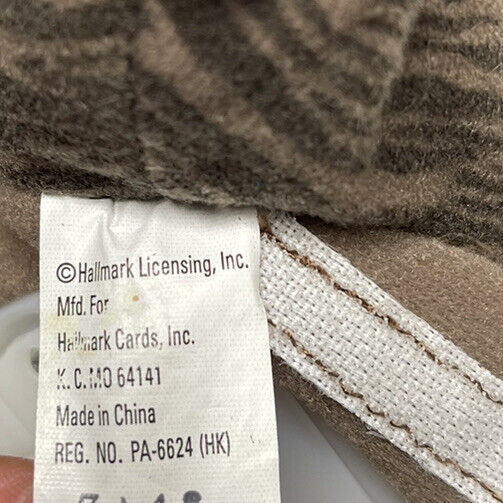 ©Hallmark Licensing, Inc.
Mfd. For
Hallmark Cards, Inc.
K.C.MO 64141
Made in China
REG. NO. PA-6624 (HK)